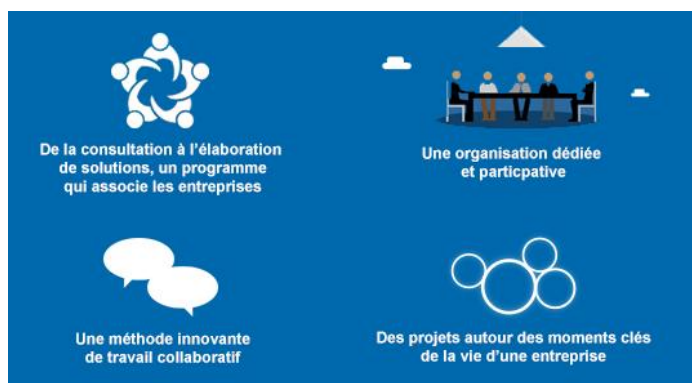 De la consultation à l'élaboration
de solutions, un programme
qui associe les entreprises
Une organisation dédiée
et particpative
Une méthode innovante
de travail collaboratif
Des projets autour des moments clés
de la vie d'une entreprise